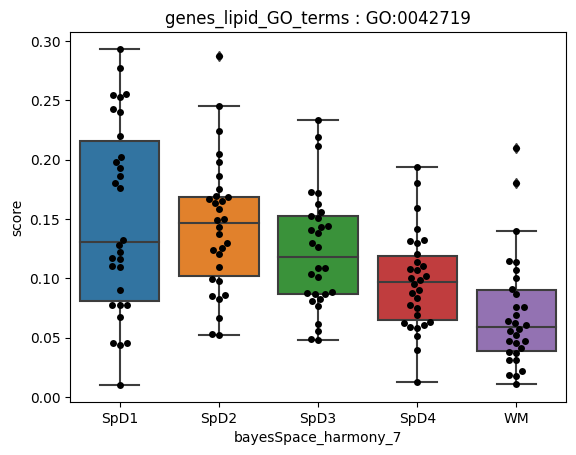 genes_lipid_GO_terms : GO:0042719
0.30
0.25
0.20
0.15
0.10
0.05
0.00
score
SpD1 SpD2 SpD3 SpD4 WM
bayesSpace_harmony_7